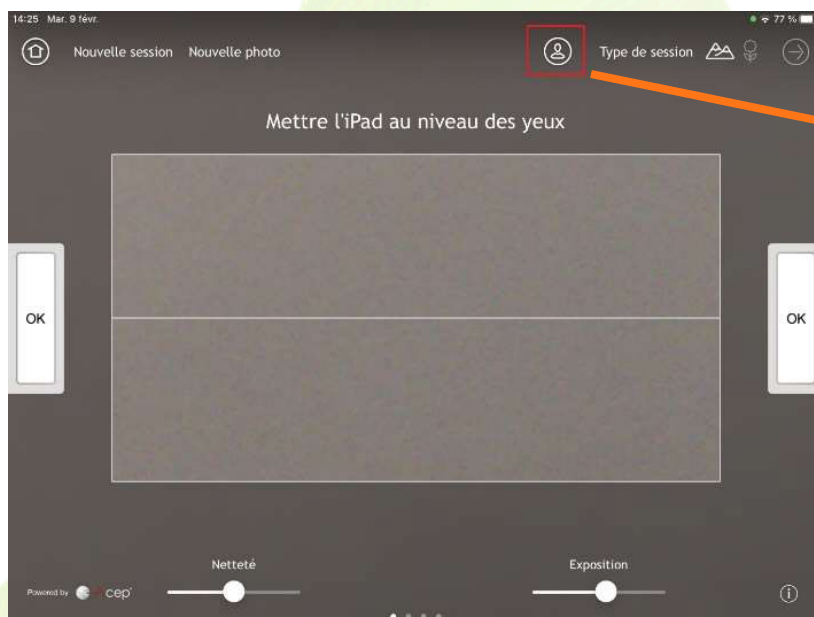 14:25 Mar. 9 févr.
77 %
Nouvelle session Nouvelle photo
Type de session
Mettre l'iPad au niveau des yeux
OK
OK
Netteté
Exposition
Powered by
cep